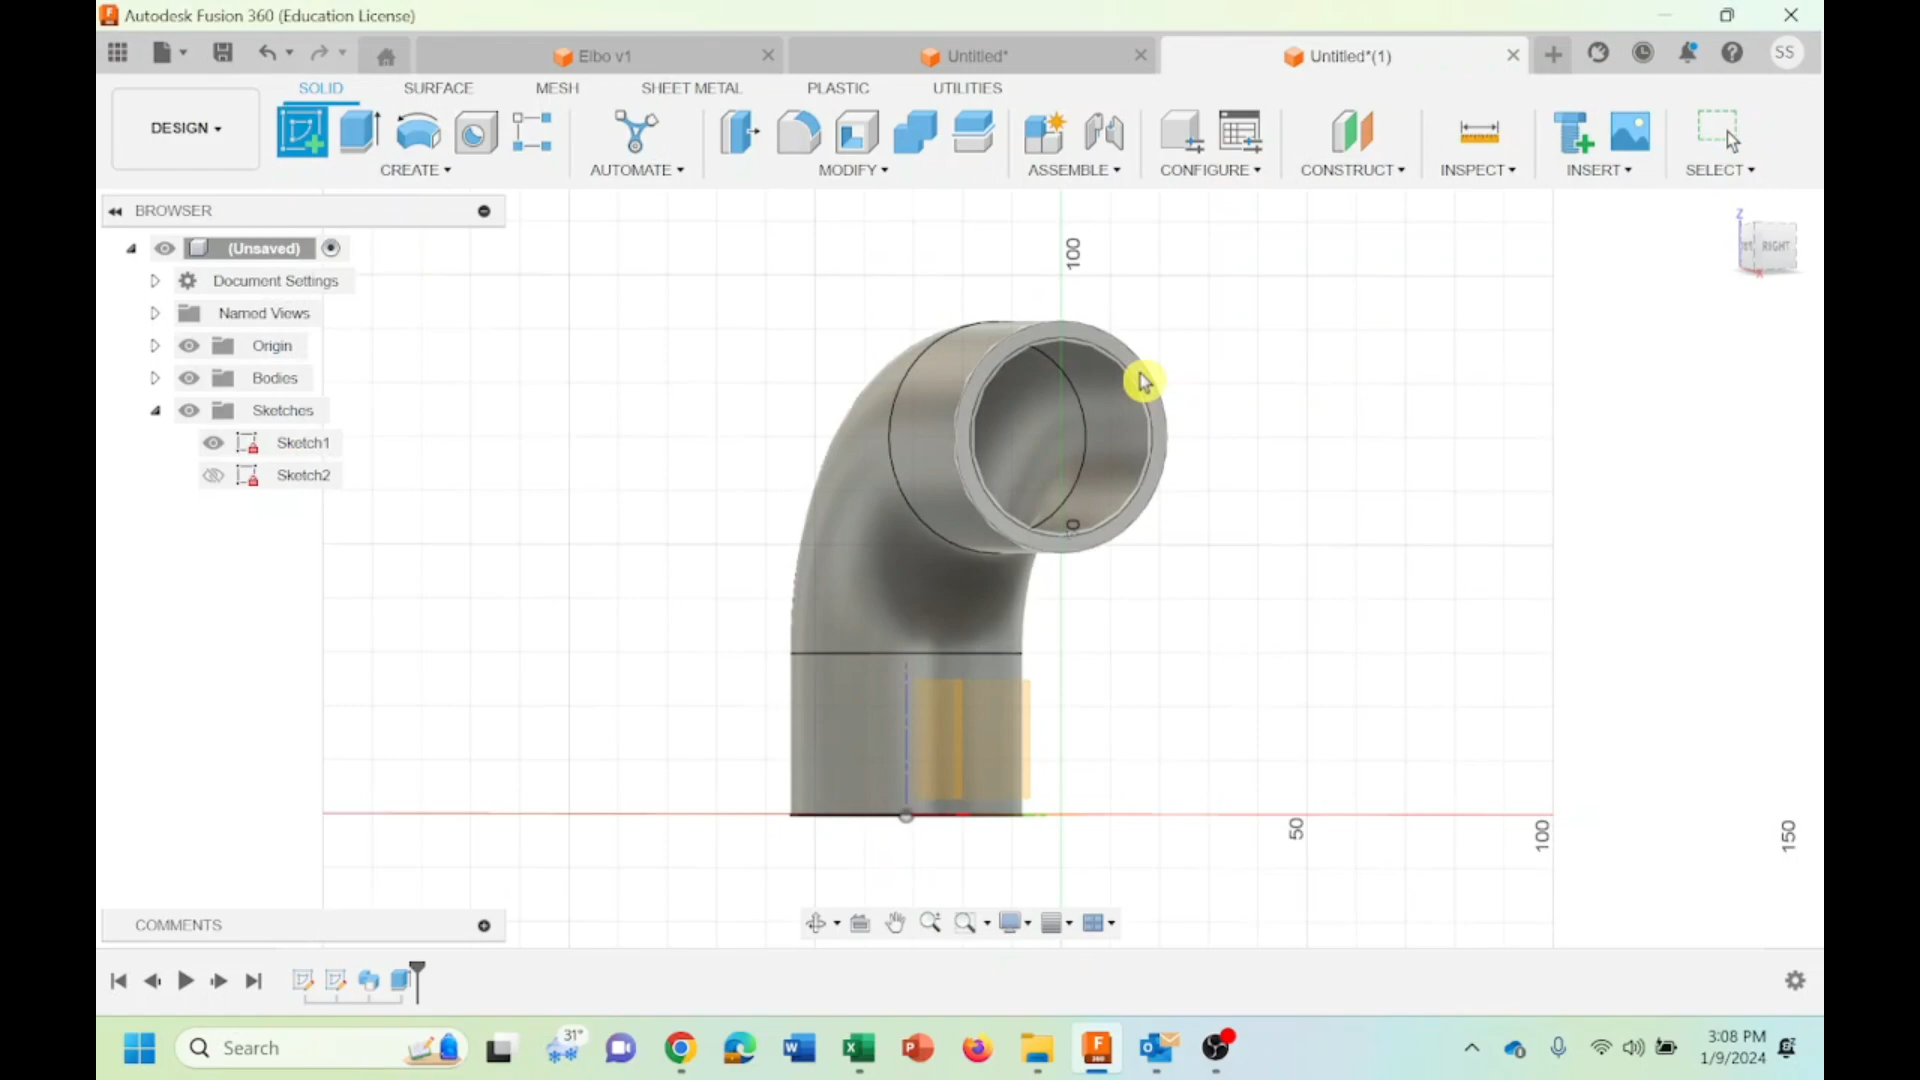 Autodesk Fusion 360 (Education License)
Elbo v1
Untitled*
Untitled*(1)
SS
DESIGN
SOLID
SURFACE
MESH
SHEET METAL
PLASTIC
UTILITIES
CREATE
AUTOMATE
MODIFY
ASSEMBLE
CONFIGURE
CONSTRUCT
INSPECT
INSERT
SELECT
BROWSER
(Unsaved)
Document Settings
Named Views
Origin
Bodies
Sketches
Sketch1
Sketch2
Z
RIGHT
X
100
50
100
150
COMMENTS
Search
31°
3:08 PM
1/9/2024